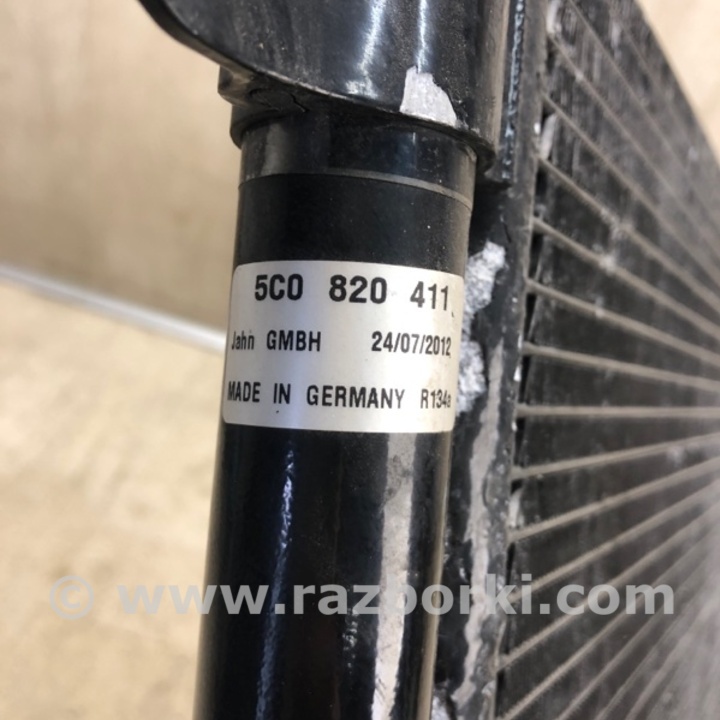 5C0 820 411
Jahn GMBH 24/07/2012
MADE IN GERMANY R134a
© www.razborki.com